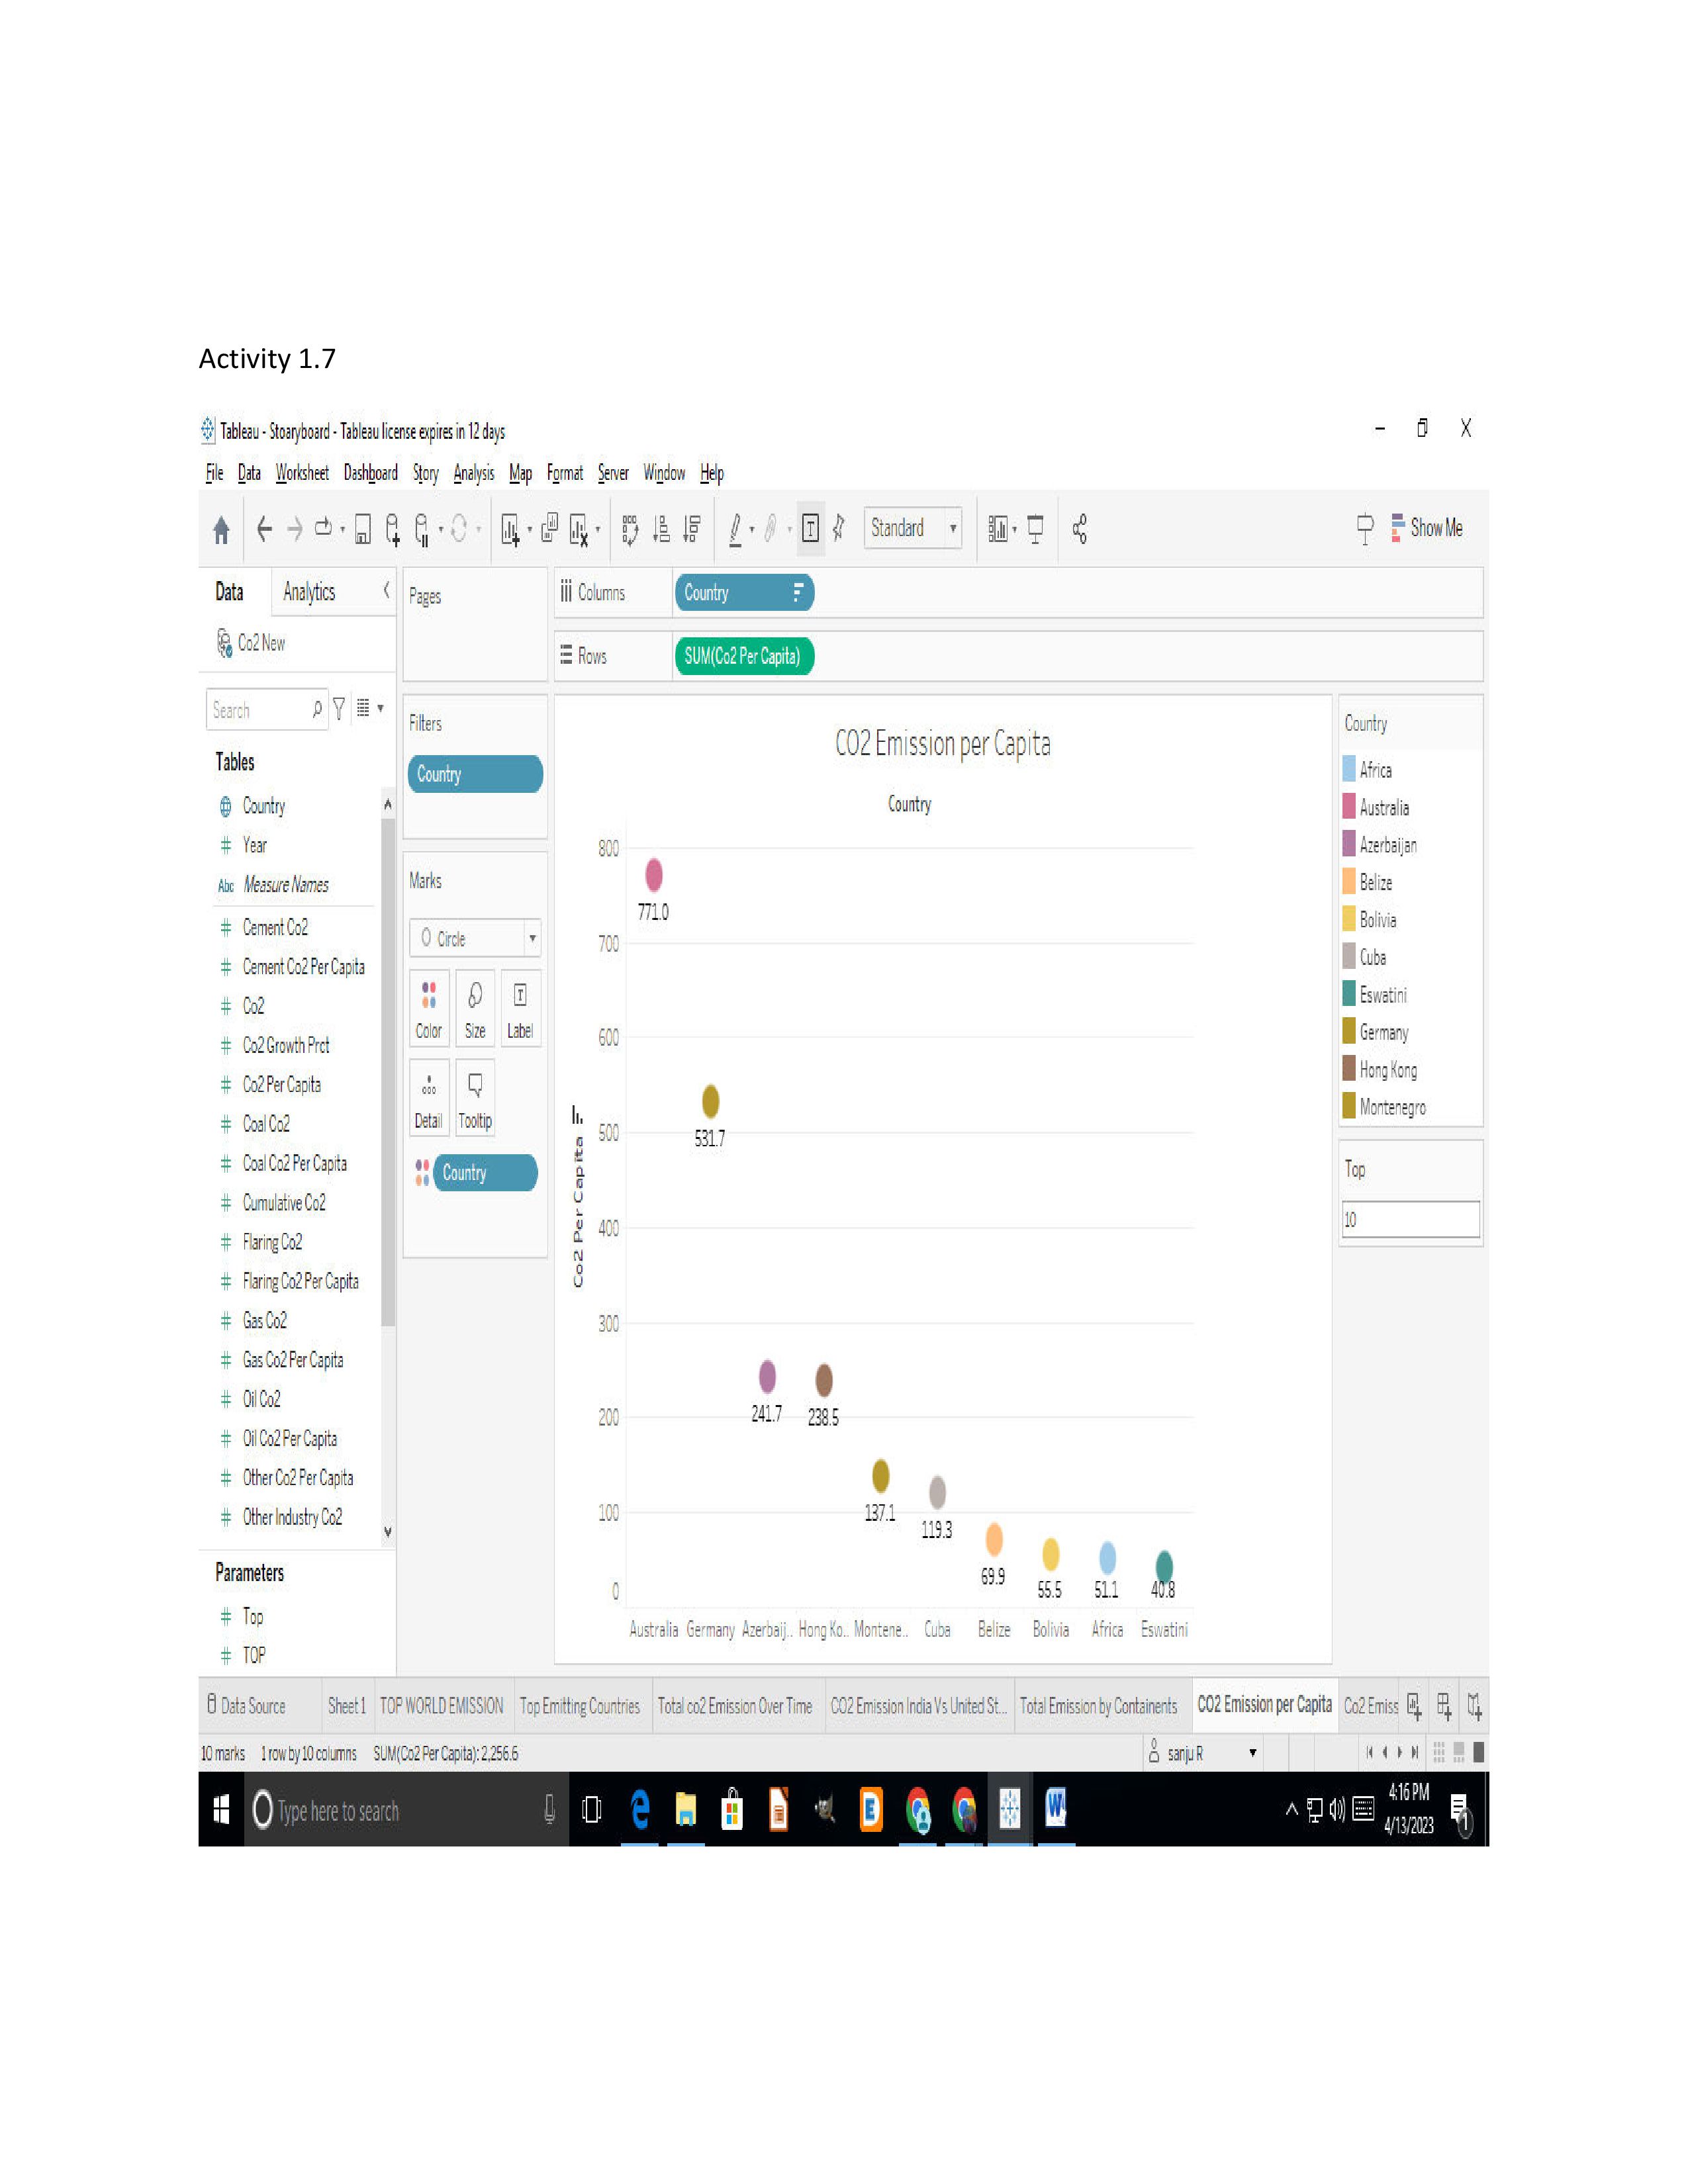 Activity 1.7
Tableau - Stoaryboard - Tableau license expires in 12 days
File Data Worksheet Dashboard Story Analysis Map Format Server Window Help
Standard
Show Me
Data Analytics
Co2 New
Search
Tables
Country
Year
Abc Measure Names
Cement Co2
Cement Co2 Per Capita
Co2
Co2 Growth Prct
Co2 Per Capita
Coal Co2
Coal Co2 Per Capita
Cumulative Co2
Flaring Co2
Flaring Co2 Per Capita
Gas Co2
Gas Co2 Per Capita
Oil Co2
Oil Co2 Per Capita
Other Co2 Per Capita
Other Industry Co2
Parameters
Top
TOP
Pages
Filters
Country
Marks
Circle
Color Size Label
Detail Tooltip
Country
Columns Country
Rows SUM(Co2 Per Capita)
CO2 Emission per Capita
Country
Co2 Per Capita
800
700
600
500
400
300
200
100
0
771.0
531.7
241.7
238.5
137.1
119.3
69.9
55.5
51.1
40.8
Australia Germany Azerbaij.. Hong Ko.. Montene.. Cuba Belize Bolivia Africa Eswatini
Country
Africa
Australia
Azerbaijan
Belize
Bolivia
Cuba
Eswatini
Germany
Hong Kong
Montenegro
Top
10
Data Source Sheet 1 TOP WORLD EMISSION Top Emitting Countries Total co2 Emission Over Time CO2 Emission India Vs United St... Total Emission by Containents CO2 Emission per Capita Co2 Emiss
10 marks 1 row by 10 columns SUM(Co2 Per Capita): 2,256.6
sanju R
Type here to search
4:16 PM
4/13/2023
1